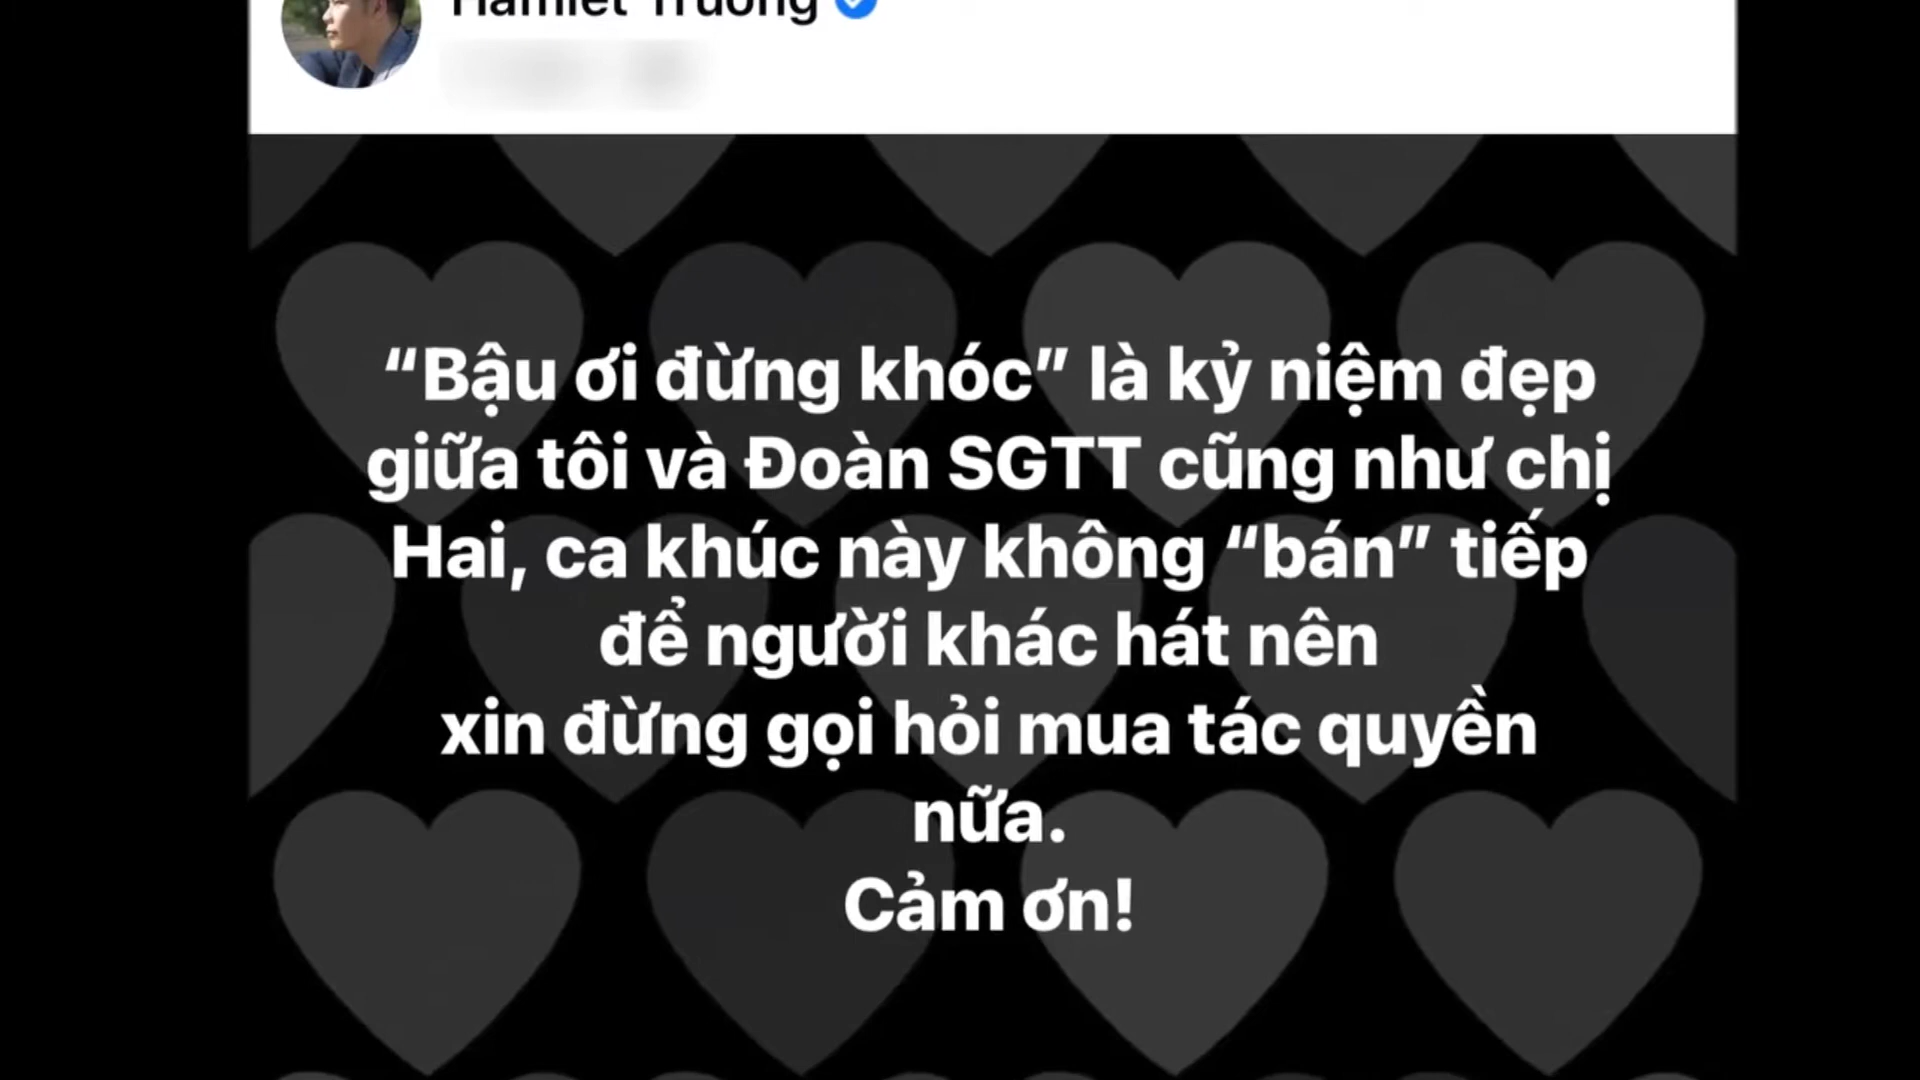 Hamlet Trương
“Bậu ơi đừng khóc” là kỷ niệm đẹp
giữa tôi và Đoàn SGTT cũng như chị
Hai, ca khúc này không “bán” tiếp
để người khác hát nên
xin đừng gọi hỏi mua tác quyền
nữa.
Cảm ơn!